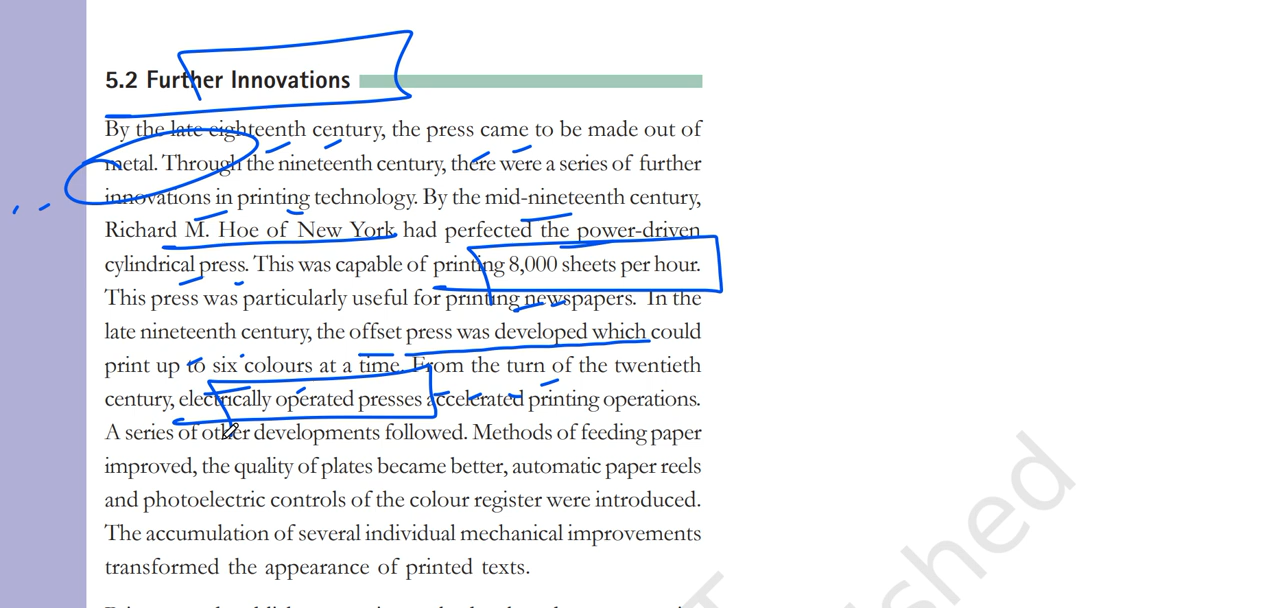 5.2 Further Innovations
By the late eighteenth century, the press came to be made out of
metal. Through the nineteenth century, there were a series of further
innovations in printing technology. By the mid-nineteenth century,
Richard M. Hoe of New York had perfected the power-driven
cylindrical press. This was capable of printing 8,000 sheets per hour.
This press was particularly useful for printing newspapers. In the
late nineteenth century, the offset press was developed which could
print up to six colours at a time. From the turn of the twentieth
century, electrically operated presses accelerated printing operations.
A series of other developments followed. Methods of feeding paper
improved, the quality of plates became better, automatic paper reels
and photoelectric controls of the colour register were introduced.
The accumulation of several individual mechanical improvements
transformed the appearance of printed texts.